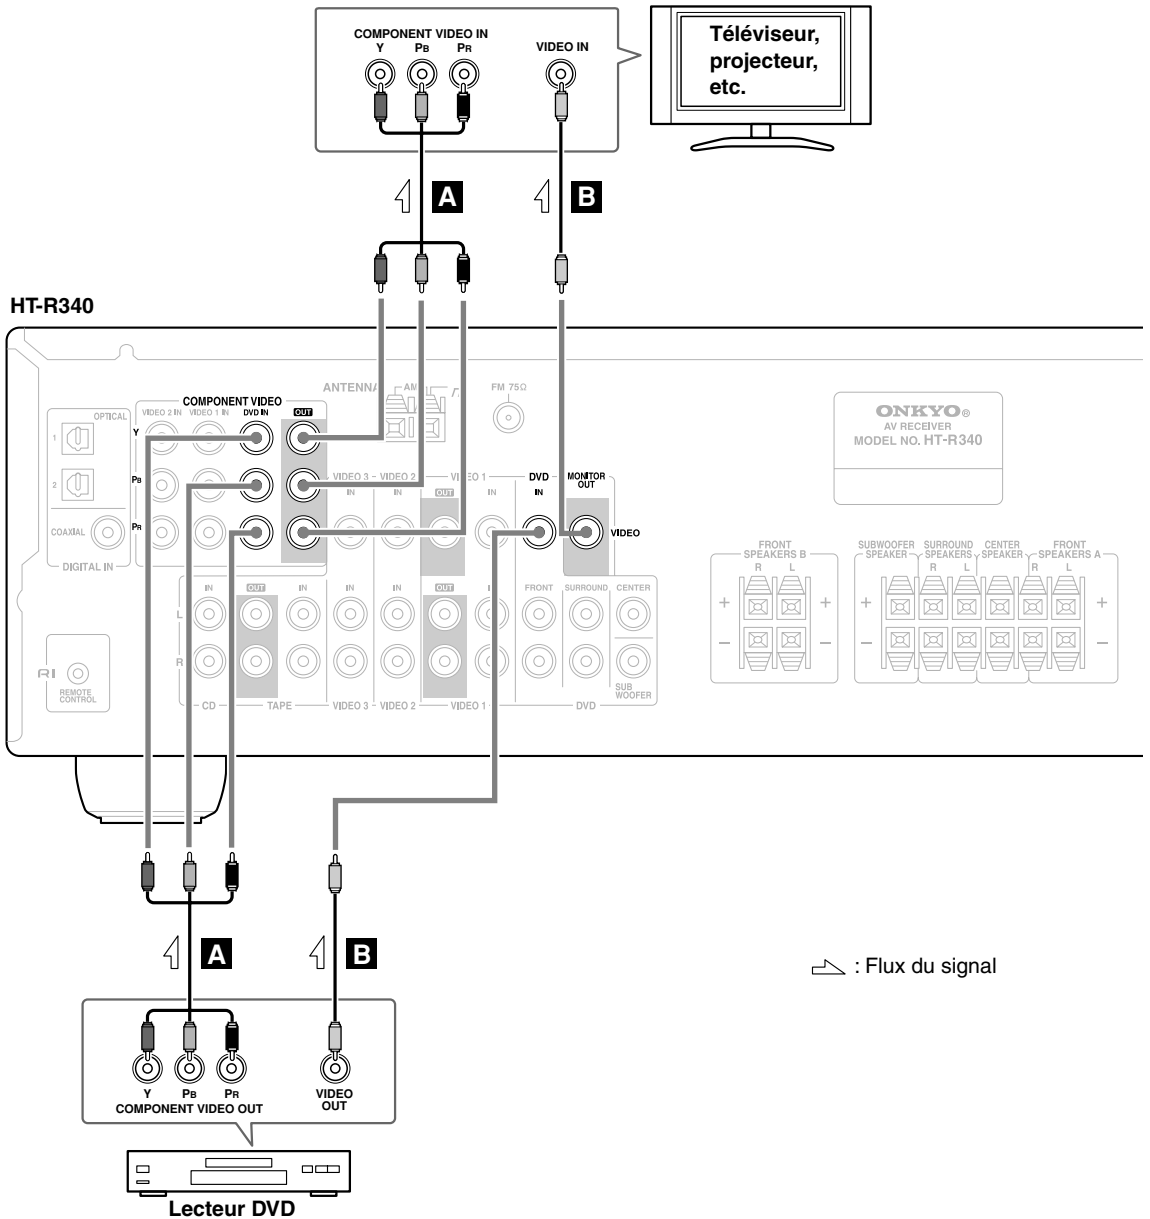 COMPONENT VIDEO IN
Y PB PR
VIDEO IN
Téléviseur,
projecteur,
etc.
A
B
HT-R340
ANTENNA
AM
FM 75Ω
COMPONENT VIDEO
VIDEO 2 IN VIDEO 1 IN DVD IN OUT
OPTICAL
1
2
COAXIAL
DIGITAL IN
Y
PB
PR
VIDEO 3 VIDEO 2 VIDEO 1 DVD MONITOR
OUT
IN IN OUT IN IN
VIDEO
ONKYO®
AV RECEIVER
MODEL NO. HT-R340
FRONT
SPEAKERS B
R L
SUBWOOFER
SPEAKER
SURROUND
SPEAKERS
R L
CENTER
SPEAKER
FRONT
SPEAKERS A
R L
+ + + +
– – – –
IN OUT IN IN IN OUT IN FRONT SURROUND CENTER
L
R
SUB
WOOFER
CD TAPE VIDEO 3 VIDEO 2 VIDEO 1 DVD
RI
REMOTE
CONTROL
A
B
: Flux du signal
Y PB PR
COMPONENT VIDEO OUT
VIDEO
OUT
Lecteur DVD